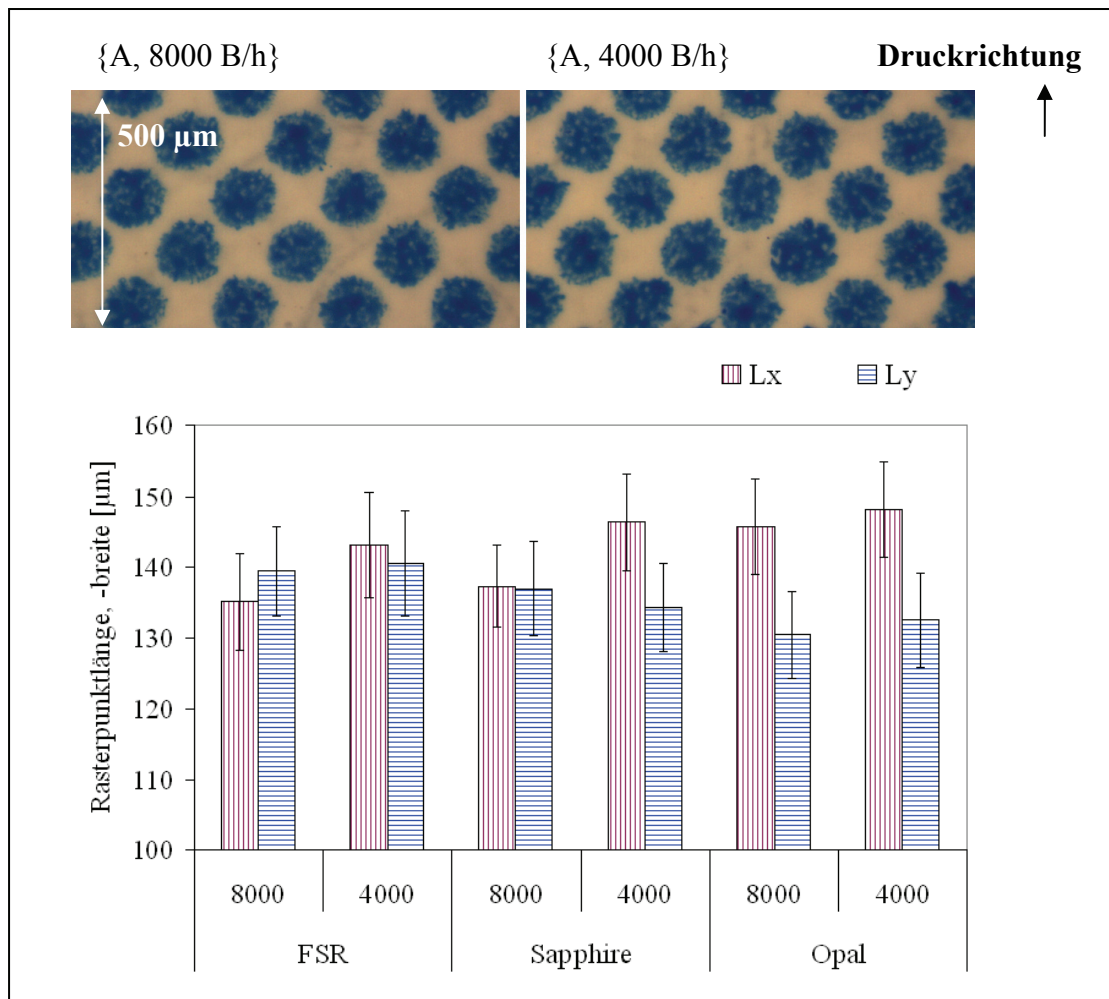 {A, 8000 B/h} {A, 4000 B/h} Druckrichtung
500 µm
Lx Ly
Rasterpunktlänge, -breite [µm]
160
150
140
130
120
110
100
8000 4000 8000 4000 8000 4000
FSR Sapphire Opal